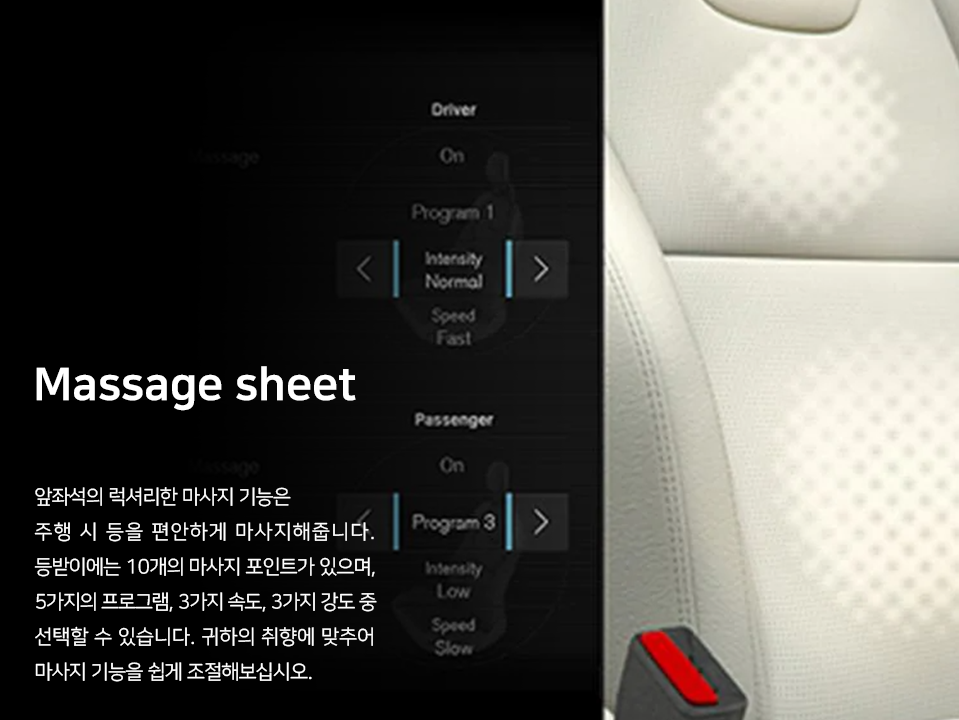 Driver
Massage
On
Program 1
Intensity
Normal
Speed
Fast
Massage sheet
Passenger
Massage
On
Program 3
Intensity
Low
Speed
Slow
앞좌석의 럭셔리한 마사지 기능은
주행 시 등을 편안하게 마사지해줍니다.
등받이에는 10개의 마사지 포인트가 있으며,
5가지의 프로그램, 3가지 속도, 3가지 강도 중
선택할 수 있습니다. 귀하의 취향에 맞추어
마사지 기능을 쉽게 조절해보십시오.